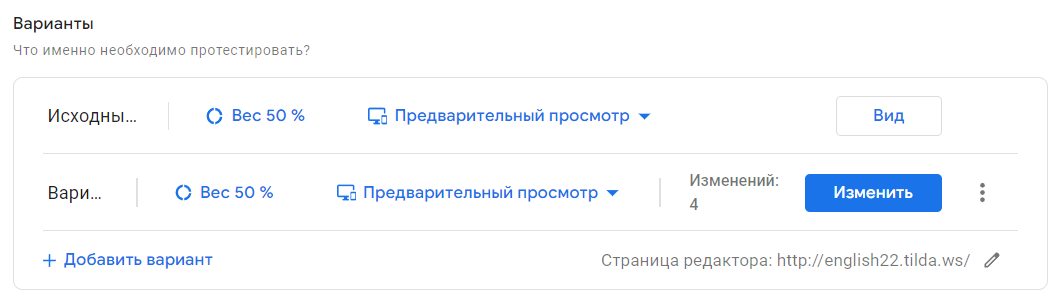 Варианты
Что именно необходимо протестировать?
Исходны... Вес 50 % Предварительный просмотр Вид
Вари... Вес 50 % Предварительный просмотр Изменений: 4 Изменить
+ Добавить вариант Страница редактора: http://english22.tilda.ws/